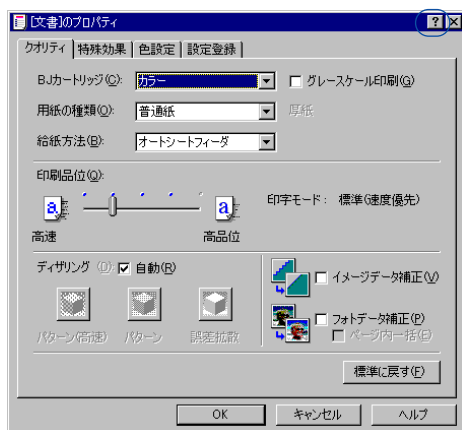 [文書]のプロパティ
クオリティ 特殊効果 色設定 設定登録
BJカートリッジ(C): カラー グレースケール印刷(G)
用紙の種類(O): 普通紙 厚紙
給紙方法(B): オートシートフィーダ
印刷品位(Q):
a a 印字モード： 標準(速度優先)
高速 高品位
ディザリング (D) 自動(R)
イメージデータ補正(V)
フォトデータ補正(P)
パターン(高速) パターン 誤差拡散 ページ内一括(E)
標準に戻す(F)
OK キャンセル ヘルプ